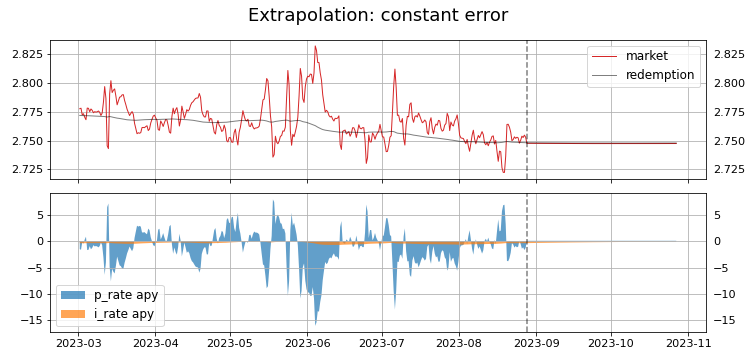 Extrapolation: constant error
2.825 2.825
market
redemption
2.800 2.800
2.775 2.775
2.750 2.750
2.725 2.725
5 5
0 0
−5 −5
−10 −10
−15 −15
p_rate apy
i_rate apy
2023-03 2023-04 2023-05 2023-06 2023-07 2023-08 2023-09 2023-10 2023-11